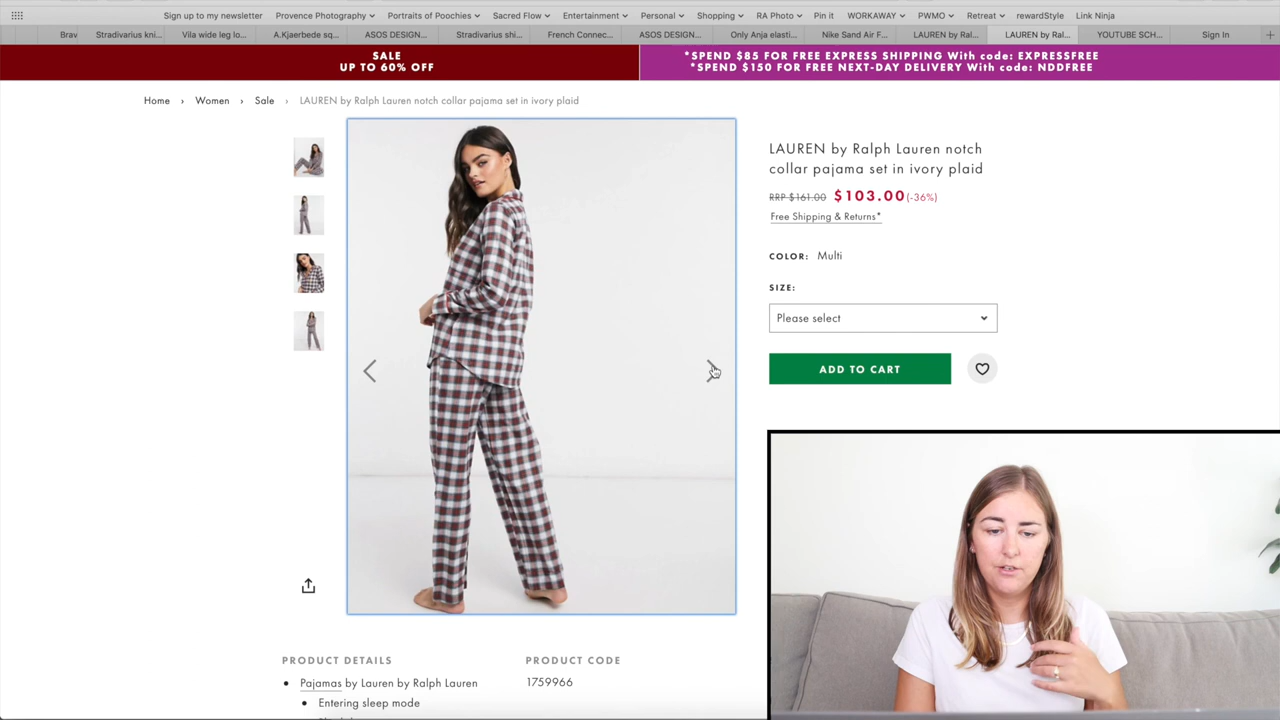 Sign up to my newsletter Provence Photography Portraits of Poochies Sacred Flow Entertainment Personal Shopping RA Photo Pin it WORKAWAY PWMO Retreat rewardStyle Link Ninja
Brav Stradivarius kni... Vila wide leg lo... A.Kjaerbede sq... ASOS DESIGN... Stradivarius shi... French Connec... ASOS DESIGN... Only Anja elasti... Nike Sand Air F... LAUREN by Ral... LAUREN by Ral... YOUTUBE SCH... Sign In
SALE
UP TO 60% OFF
*SPEND $85 FOR FREE EXPRESS SHIPPING With code: EXPRESSFREE
*SPEND $150 FOR FREE NEXT-DAY DELIVERY With code: NDDFREE
Home › Women › Sale › LAUREN by Ralph Lauren notch collar pajama set in ivory plaid
LAUREN by Ralph Lauren notch
collar pajama set in ivory plaid
RRP $161.00 $103.00 (-36%)
Free Shipping & Returns*
COLOR: Multi
SIZE:
Please select
ADD TO CART
PRODUCT DETAILS
• Pajamas by Lauren by Ralph Lauren
• Entering sleep mode
PRODUCT CODE
1759966